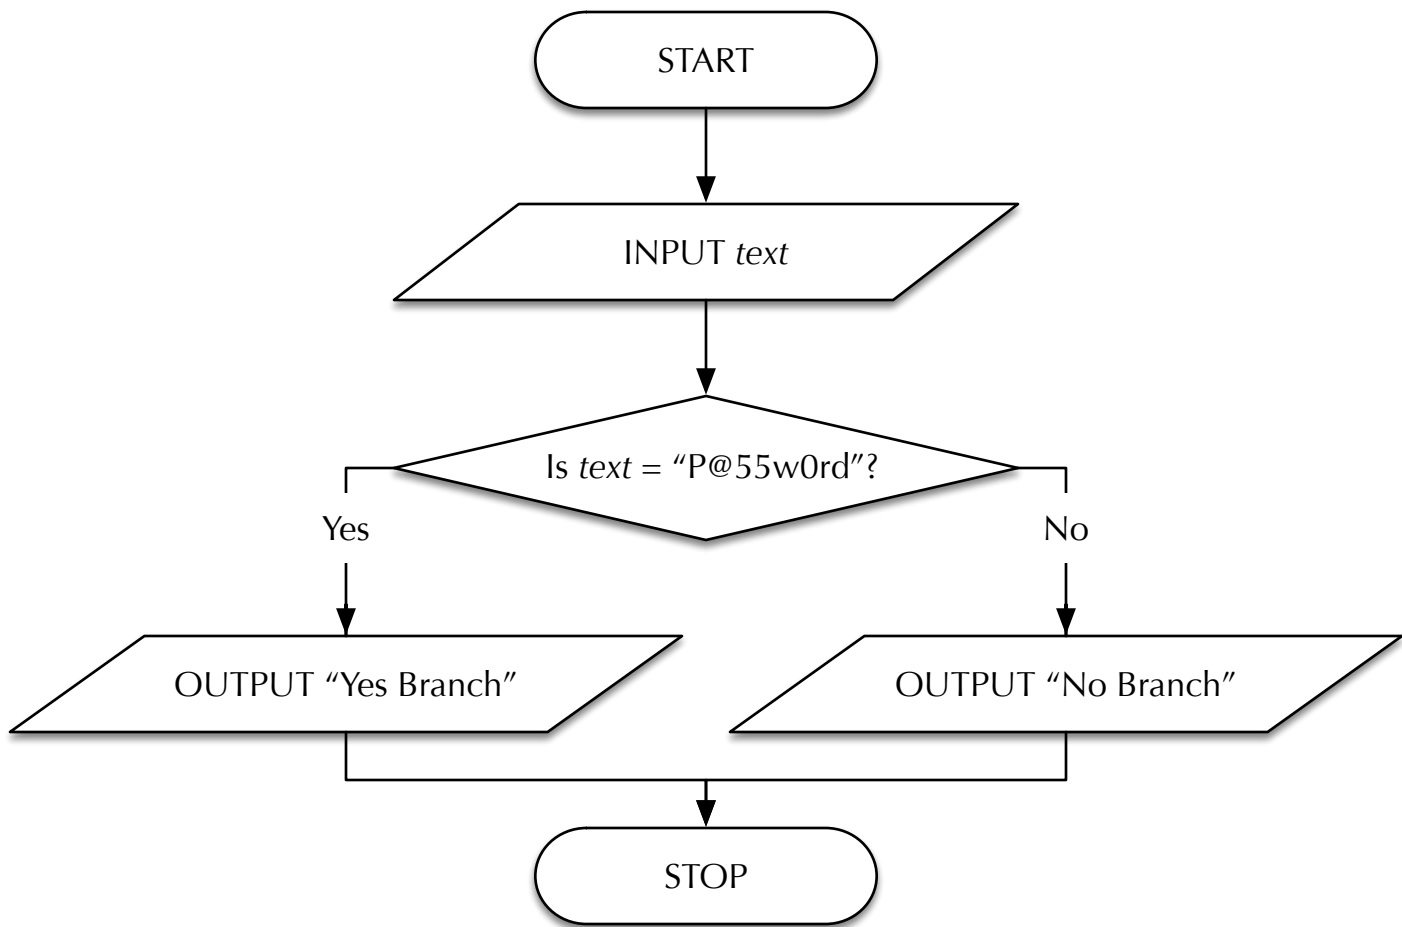 START
INPUT text
Is text = “P@55w0rd”?
Yes
No
OUTPUT “Yes Branch”
OUTPUT “No Branch”
STOP